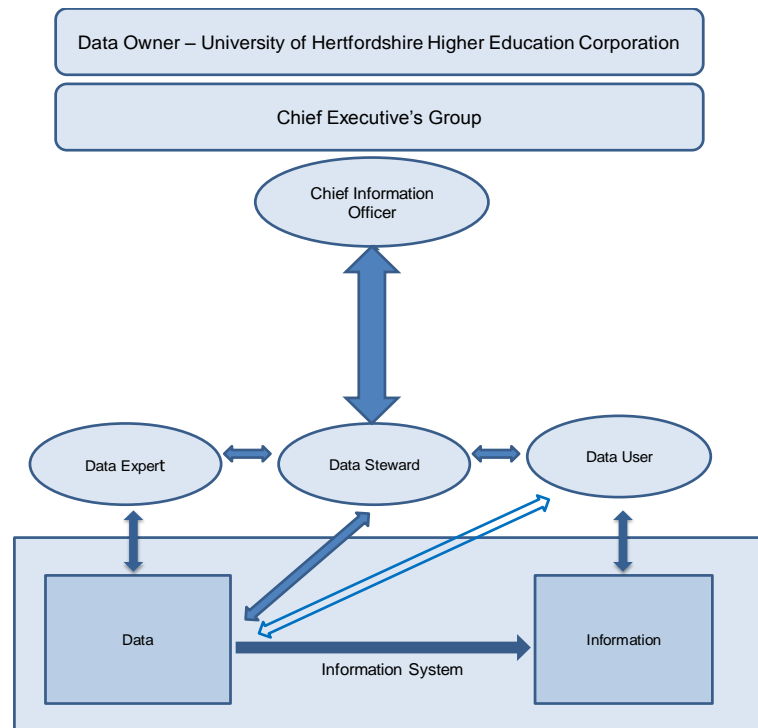 Data Owner – University of Hertfordshire Higher Education Corporation
Chief Executive’s Group
Chief Information
Officer
Data Expert
Data Steward
Data User
Data
Information
Information System